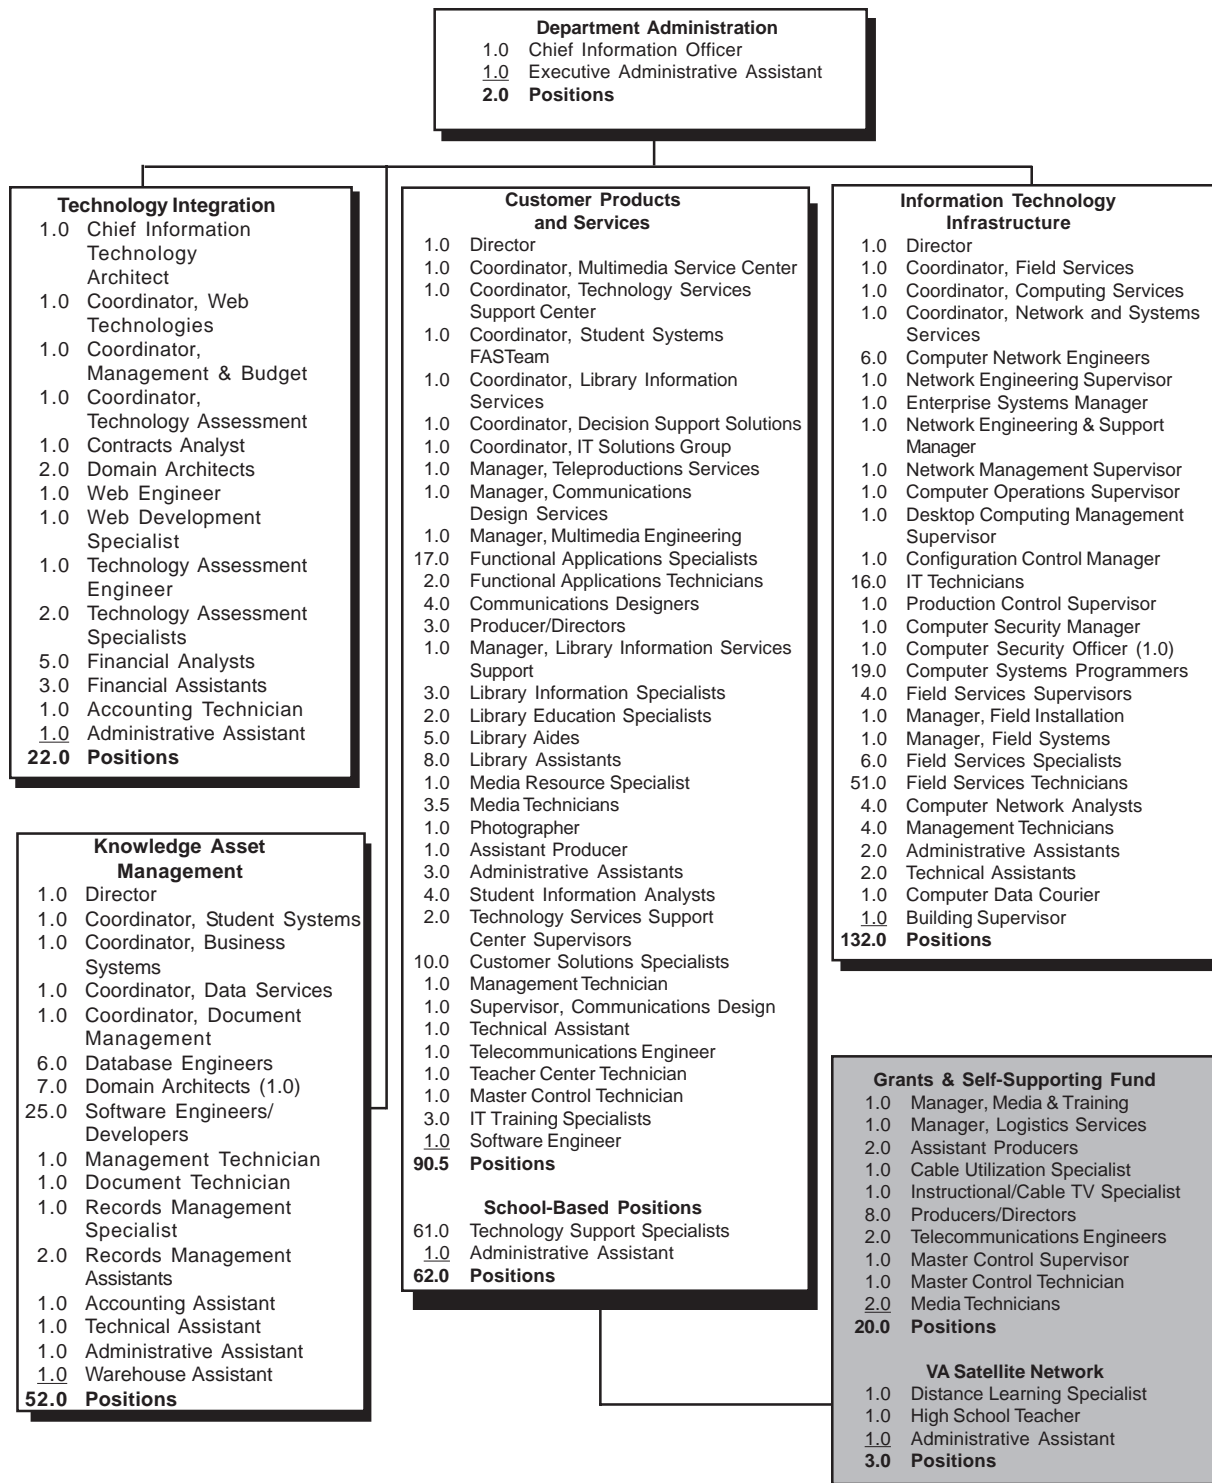 Department Administration
1.0 Chief Information Officer
1.0 Executive Administrative Assistant
2.0 Positions
Technology Integration
1.0 Chief Information
Technology
Architect
1.0 Coordinator, Web
Technologies
1.0 Coordinator,
Management & Budget
1.0 Coordinator,
Technology Assessment
1.0 Contracts Analyst
2.0 Domain Architects
1.0 Web Engineer
1.0 Web Development
Specialist
1.0 Technology Assessment
Engineer
2.0 Technology Assessment
Specialists
5.0 Financial Analysts
3.0 Financial Assistants
1.0 Accounting Technician
1.0 Administrative Assistant
22.0 Positions
Knowledge Asset
Management
1.0 Director
1.0 Coordinator, Student Systems
1.0 Coordinator, Business
Systems
1.0 Coordinator, Data Services
1.0 Coordinator, Document
Management
6.0 Database Engineers
7.0 Domain Architects (1.0)
25.0 Software Engineers/
Developers
1.0 Management Technician
1.0 Document Technician
1.0 Records Management
Specialist
2.0 Records Management
Assistants
1.0 Accounting Assistant
1.0 Technical Assistant
1.0 Administrative Assistant
1.0 Warehouse Assistant
52.0 Positions
Customer Products
and Services
1.0 Director
1.0 Coordinator, Multimedia Service Center
1.0 Coordinator, Technology Services
Support Center
1.0 Coordinator, Student Systems
FASTeam
1.0 Coordinator, Library Information
Services
1.0 Coordinator, Decision Support Solutions
1.0 Coordinator, IT Solutions Group
1.0 Manager, Teleproductions Services
1.0 Manager, Communications
Design Services
1.0 Manager, Multimedia Engineering
17.0 Functional Applications Specialists
2.0 Functional Applications Technicians
4.0 Communications Designers
3.0 Producer/Directors
1.0 Manager, Library Information Services
Support
3.0 Library Information Specialists
2.0 Library Education Specialists
5.0 Library Aides
8.0 Library Assistants
1.0 Media Resource Specialist
3.5 Media Technicians
1.0 Photographer
1.0 Assistant Producer
3.0 Administrative Assistants
4.0 Student Information Analysts
2.0 Technology Services Support
Center Supervisors
10.0 Customer Solutions Specialists
1.0 Management Technician
1.0 Supervisor, Communications Design
1.0 Technical Assistant
1.0 Telecommunications Engineer
1.0 Teacher Center Technician
1.0 Master Control Technician
3.0 IT Training Specialists
1.0 Software Engineer
90.5 Positions
School-Based Positions
61.0 Technology Support Specialists
1.0 Administrative Assistant
62.0 Positions
Information Technology
Infrastructure
1.0 Director
1.0 Coordinator, Field Services
1.0 Coordinator, Computing Services
1.0 Coordinator, Network and Systems
Services
6.0 Computer Network Engineers
1.0 Network Engineering Supervisor
1.0 Enterprise Systems Manager
1.0 Network Engineering & Support
Manager
1.0 Network Management Supervisor
1.0 Computer Operations Supervisor
1.0 Desktop Computing Management
Supervisor
1.0 Configuration Control Manager
16.0 IT Technicians
1.0 Production Control Supervisor
1.0 Computer Security Manager
1.0 Computer Security Officer (1.0)
19.0 Computer Systems Programmers
4.0 Field Services Supervisors
1.0 Manager, Field Installation
1.0 Manager, Field Systems
6.0 Field Services Specialists
51.0 Field Services Technicians
4.0 Computer Network Analysts
4.0 Management Technicians
2.0 Administrative Assistants
2.0 Technical Assistants
1.0 Computer Data Courier
1.0 Building Supervisor
132.0 Positions
Grants & Self-Supporting Fund
1.0 Manager, Media & Training
1.0 Manager, Logistics Services
2.0 Assistant Producers
1.0 Cable Utilization Specialist
1.0 Instructional/Cable TV Specialist
8.0 Producers/Directors
2.0 Telecommunications Engineers
1.0 Master Control Supervisor
1.0 Master Control Technician
2.0 Media Technicians
20.0 Positions
VA Satellite Network
1.0 Distance Learning Specialist
1.0 High School Teacher
1.0 Administrative Assistant
3.0 Positions